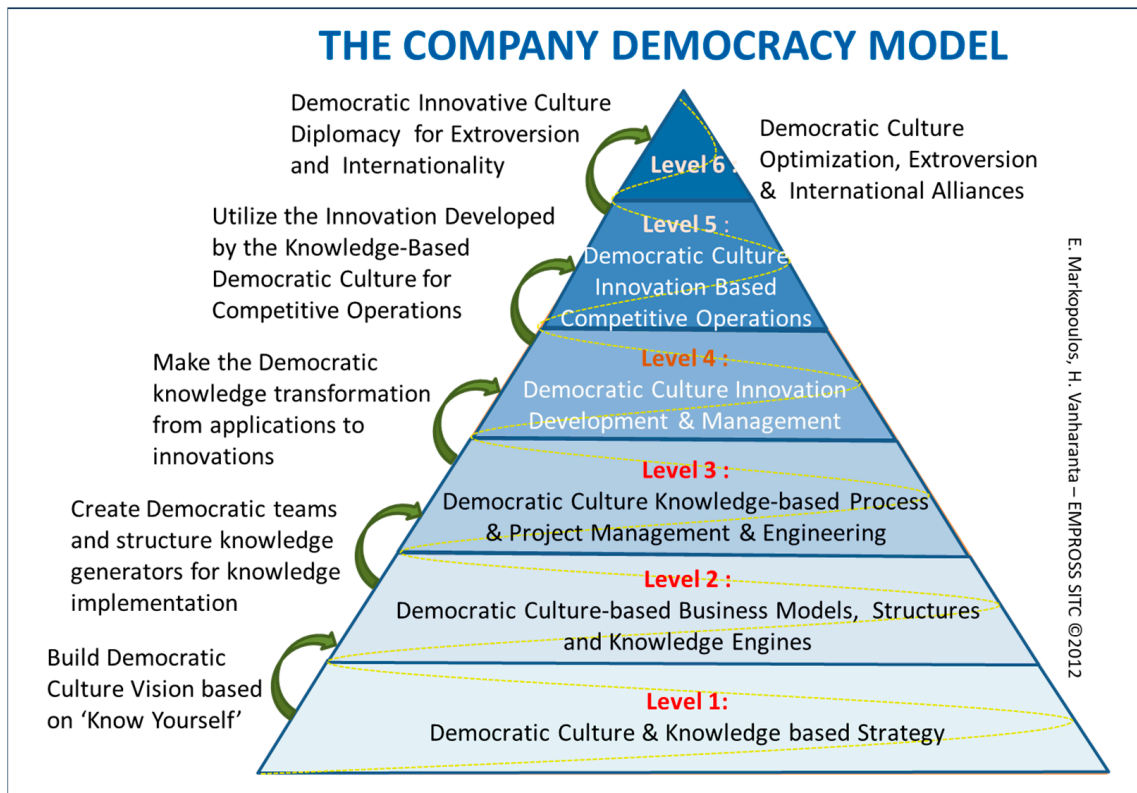 THE COMPANY DEMOCRACY MODEL
Democratic Innovative Culture
Diplomacy for Extroversion
and Internationality
Level 6 :
Democratic Culture
Optimization, Extroversion
& International Alliances
Utilize the Innovation Developed
by the Knowledge-Based
Democratic Culture for
Competitive Operations
Level 5 :
Democratic Culture
Innovation Based
Competitive Operations
Make the Democratic
knowledge transformation
from applications to
innovations
Level 4 :
Democratic Culture Innovation
Development & Management
Create Democratic teams
and structure knowledge
generators for knowledge
implementation
Level 3 :
Democratic Culture Knowledge-based Process
& Project Management & Engineering
Level 2 :
Democratic Culture-based Business Models, Structures
and Knowledge Engines
Build Democratic
Culture Vision based
on ‘Know Yourself’
Level 1:
Democratic Culture & Knowledge based Strategy
E. Markopoulos, H. Vanharanta – EMPROSS SITC ©2012